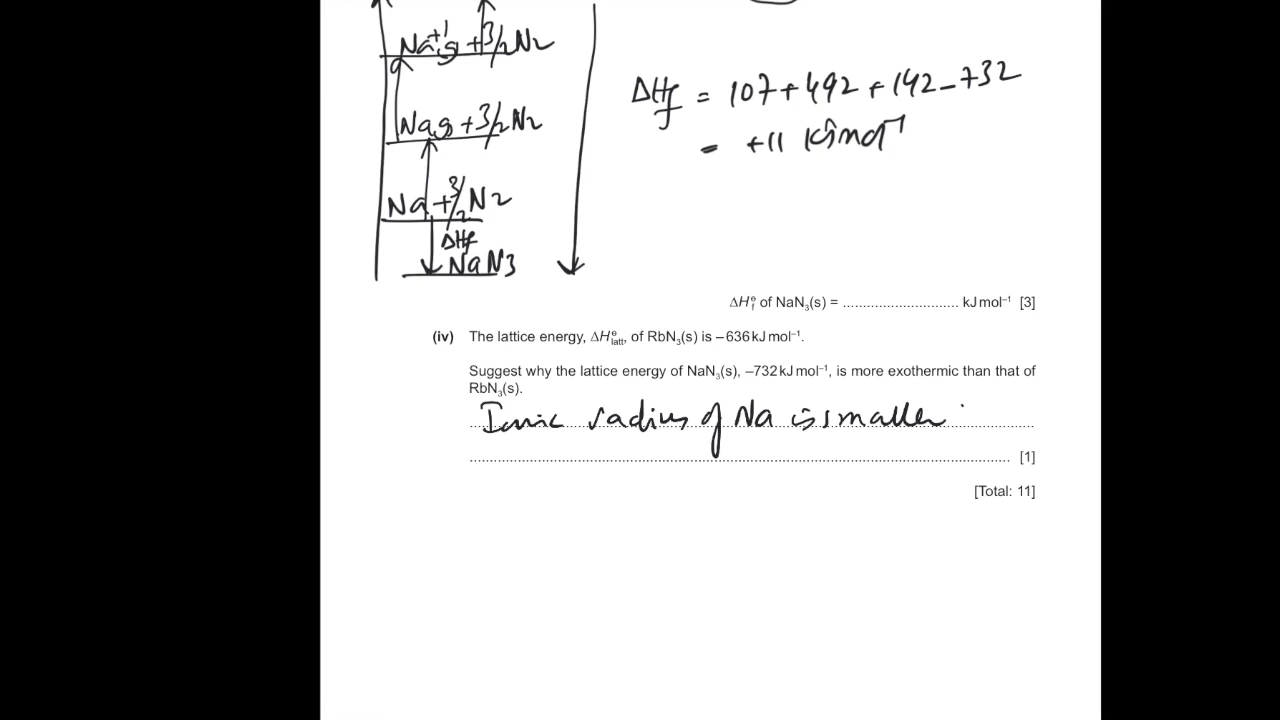 Na⁺¹g + 3/2N2
Na g + 3/2N2
Na + 3/2N2
ΔHf
NaN3
ΔHf = 107+492+142-732
= +11 kJmol⁻¹
ΔH°f of NaN₃(s) = ............................. kJ mol⁻¹ [3]
(iv) The lattice energy, ΔH°latt, of RbN₃(s) is –636 kJ mol⁻¹.
Suggest why the lattice energy of NaN₃(s), –732 kJ mol⁻¹, is more exothermic than that of
RbN₃(s).
Ionic radius of Na is smaller.
[1]
[Total: 11]